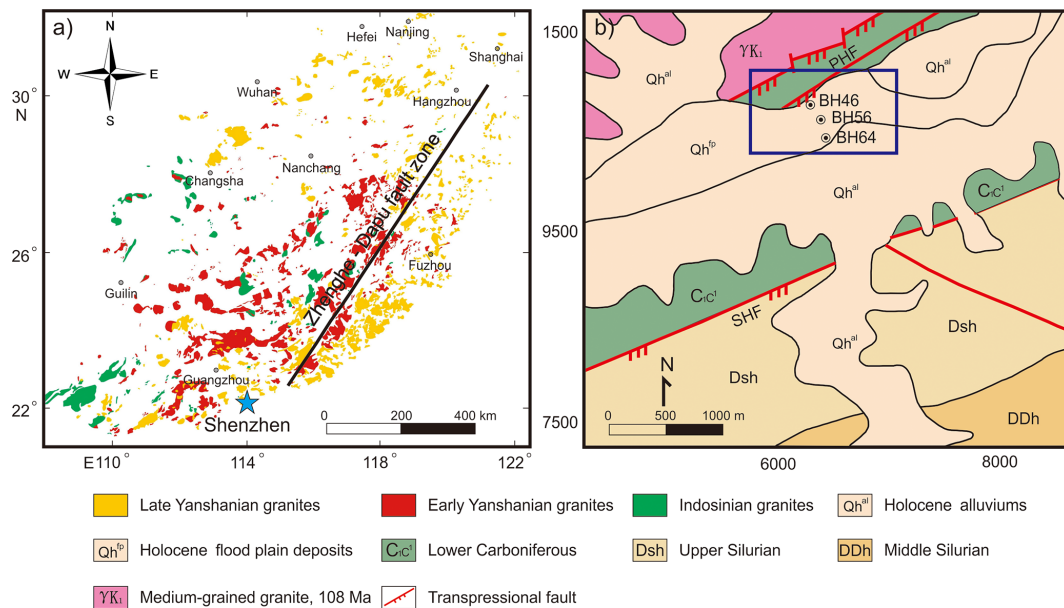 a)
N
W E
S
Hefei
Nanjing
Shanghai
Wuhan
Hangzhou
Nanchang
Changsha
Zhenghe - Dapu fault zone
Fuzhou
Guilin
Guangzhou
Shenzhen
0 200 400 km
30°
N
26°
22°
E110° 114° 118° 122°
b)
1500
9500
7500
γK₁
PHF
Qhᵃˡ
Qhᵃˡ
BH46
BH56
BH64
Qhᶠᵖ
Qhᵃˡ
C₁C¹
C₁C¹
SHF
Qhᵃˡ
Dsh
Dsh
DDh
N
0 500 1000 m
6000 8000
Late Yanshanian granites
Early Yanshanian granites
Indosinian granites
Qhᵃˡ Holocene alluviums
Qhᶠᵖ Holocene flood plain deposits
C₁C¹ Lower Carboniferous
Dsh Upper Silurian
DDh Middle Silurian
γK₁ Medium-grained granite, 108 Ma
Transpressional fault